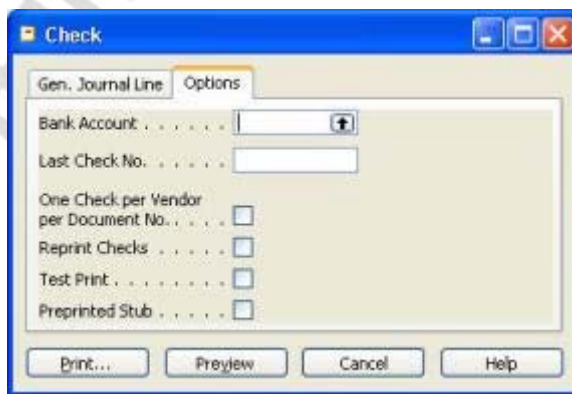 Check
Gen. Journal Line Options
Bank Account . . . . . .
Last Check No. . . . . .
One Check per Vendor
per Document No. . . . .
Reprint Checks . . . . .
Test Print . . . . . . . .
Preprinted Stub . . . . .
Print... Preview Cancel Help